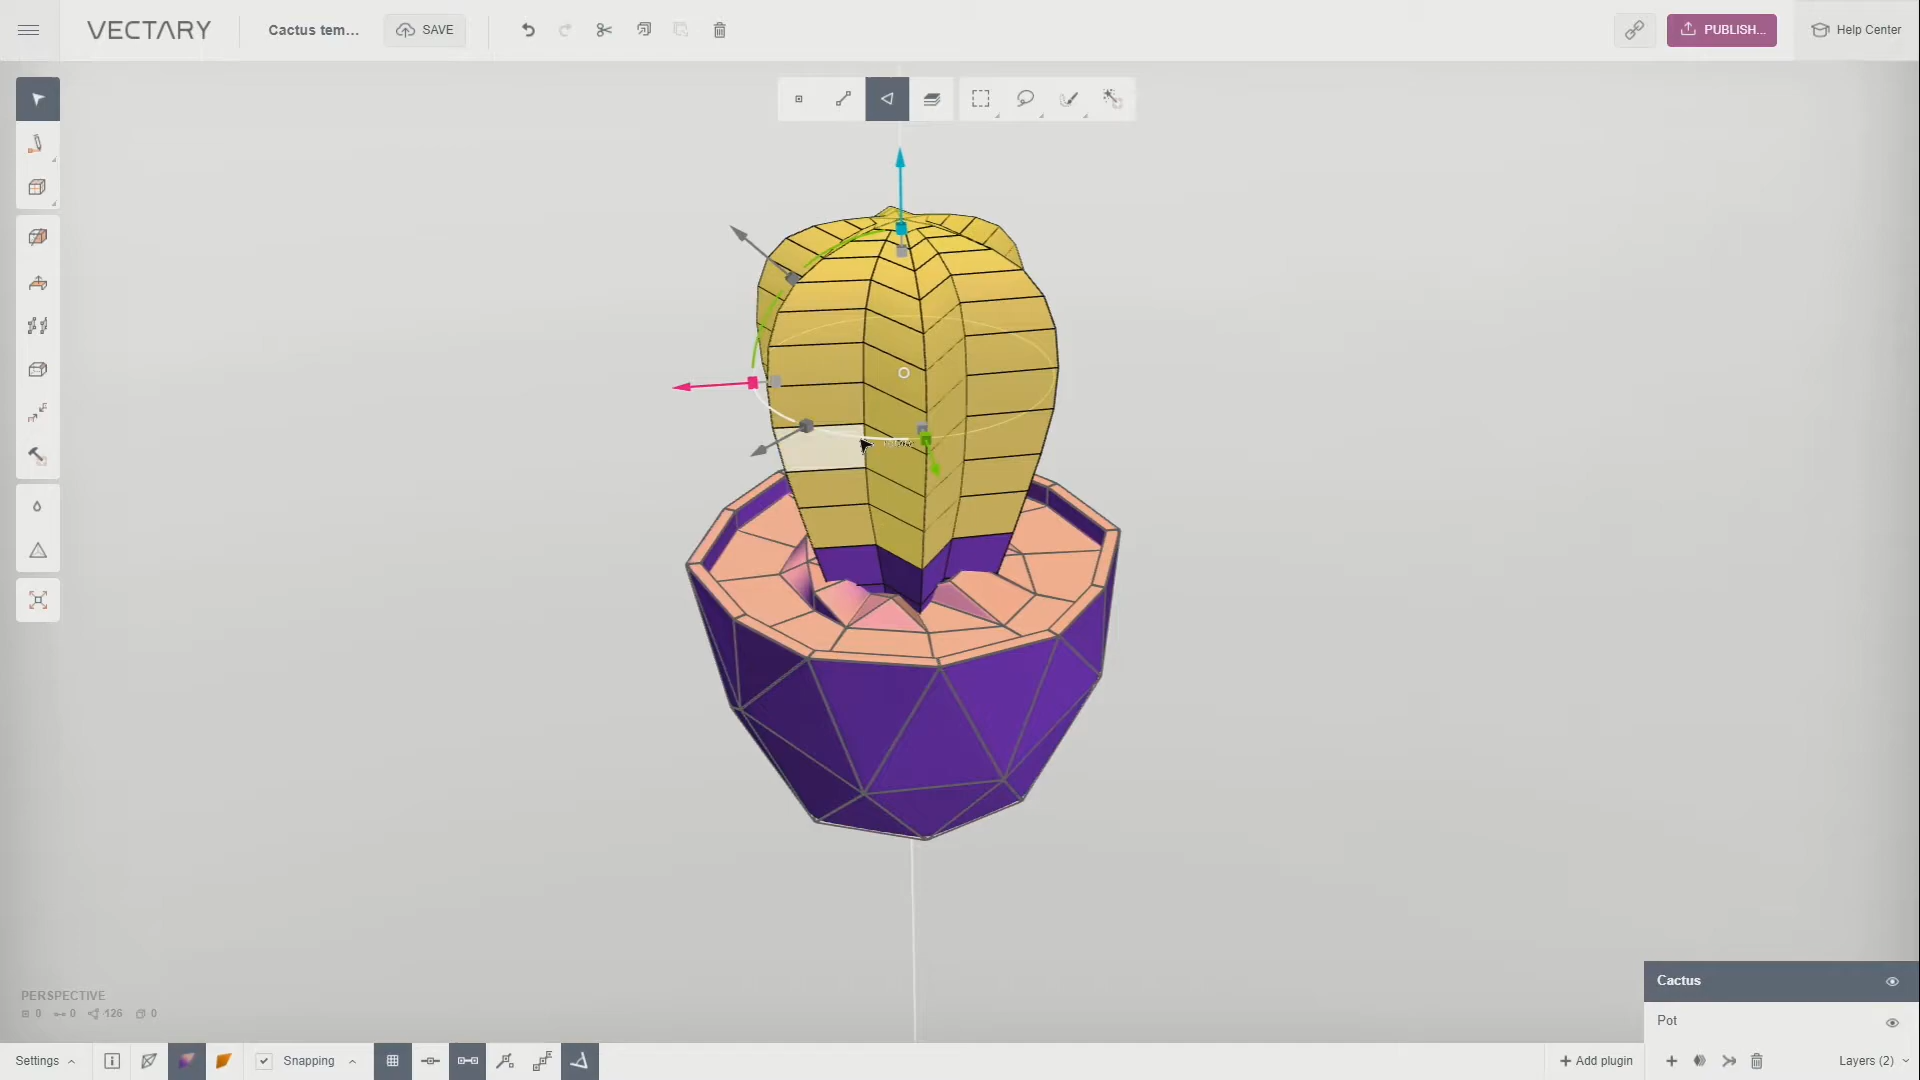 VECTARY
Cactus tem...
SAVE
PUBLISH...
Help Center
PERSPECTIVE
0 0 126 0
Cactus
Pot
Settings
Snapping
Add plugin
Layers (2)